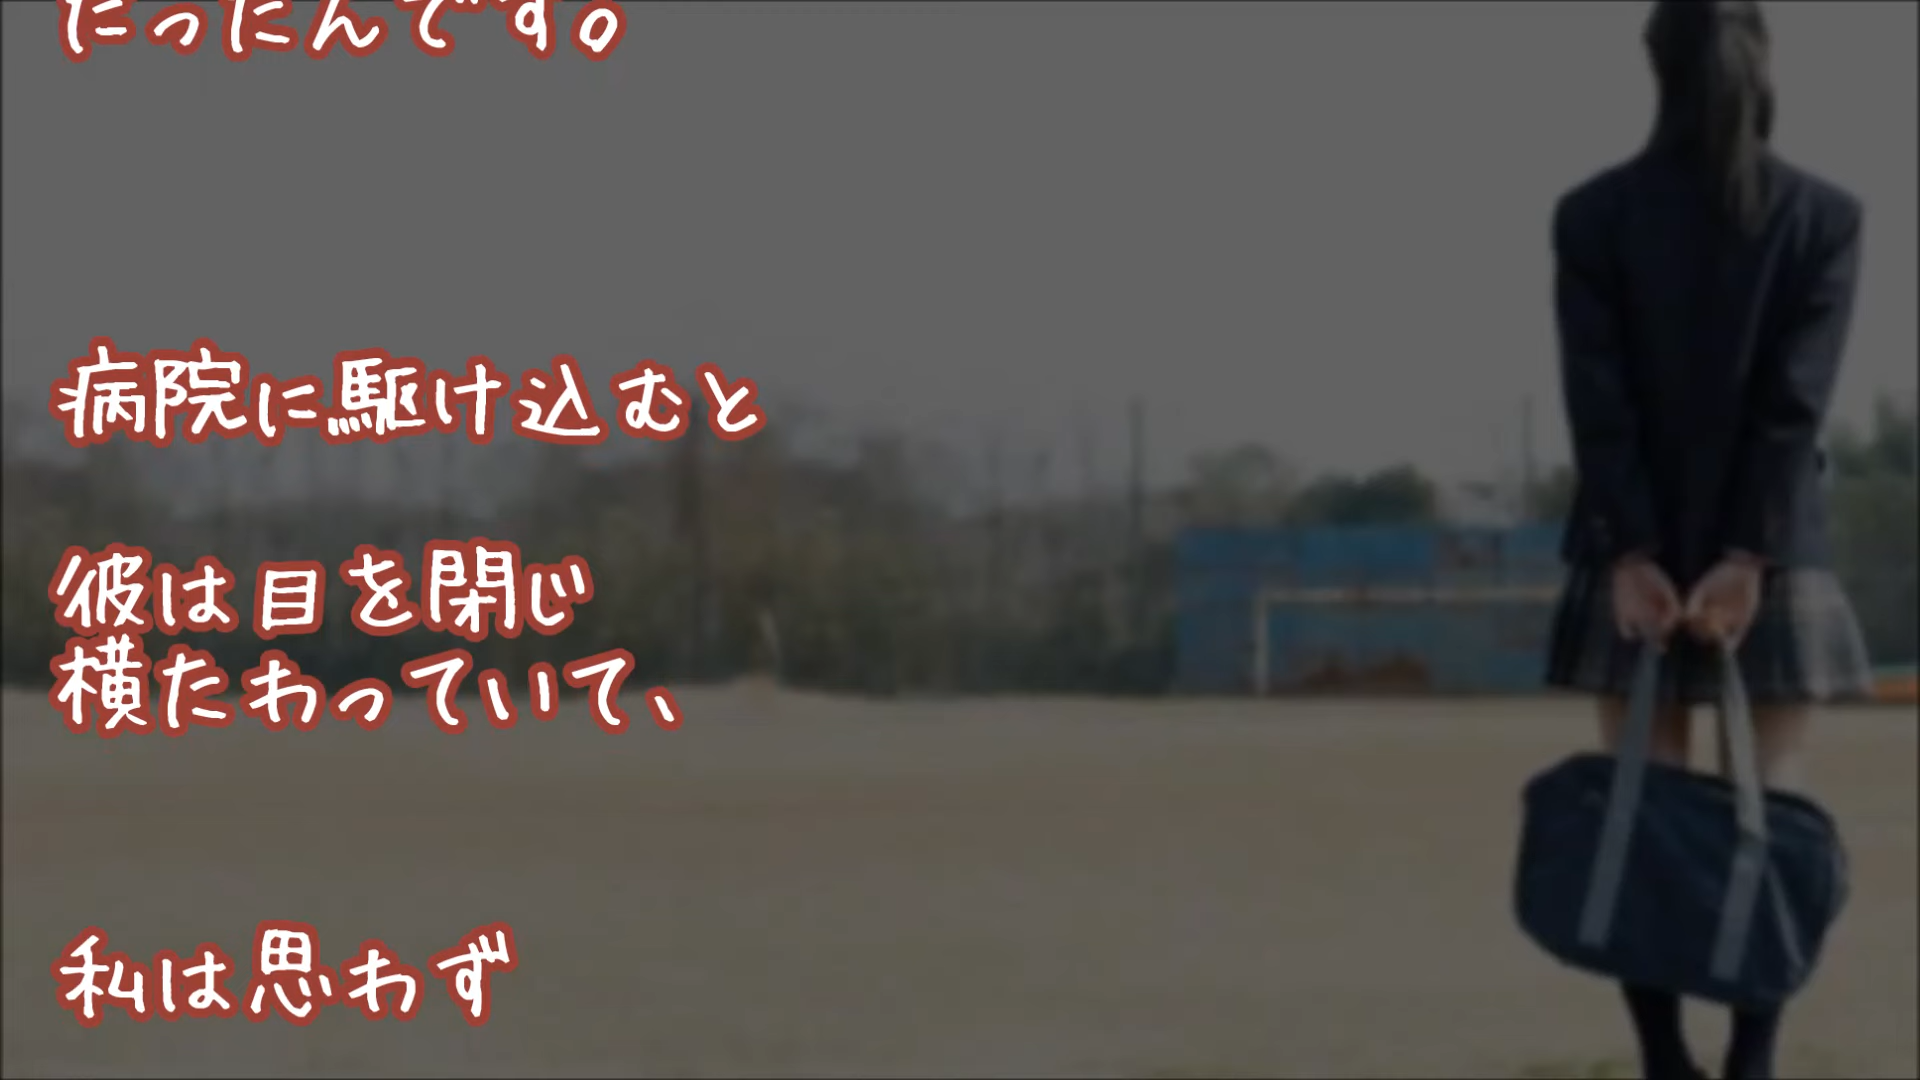 だったんです。
病院に駆け込むと
彼は目を閉じ
横たわっていて、
私は思わず